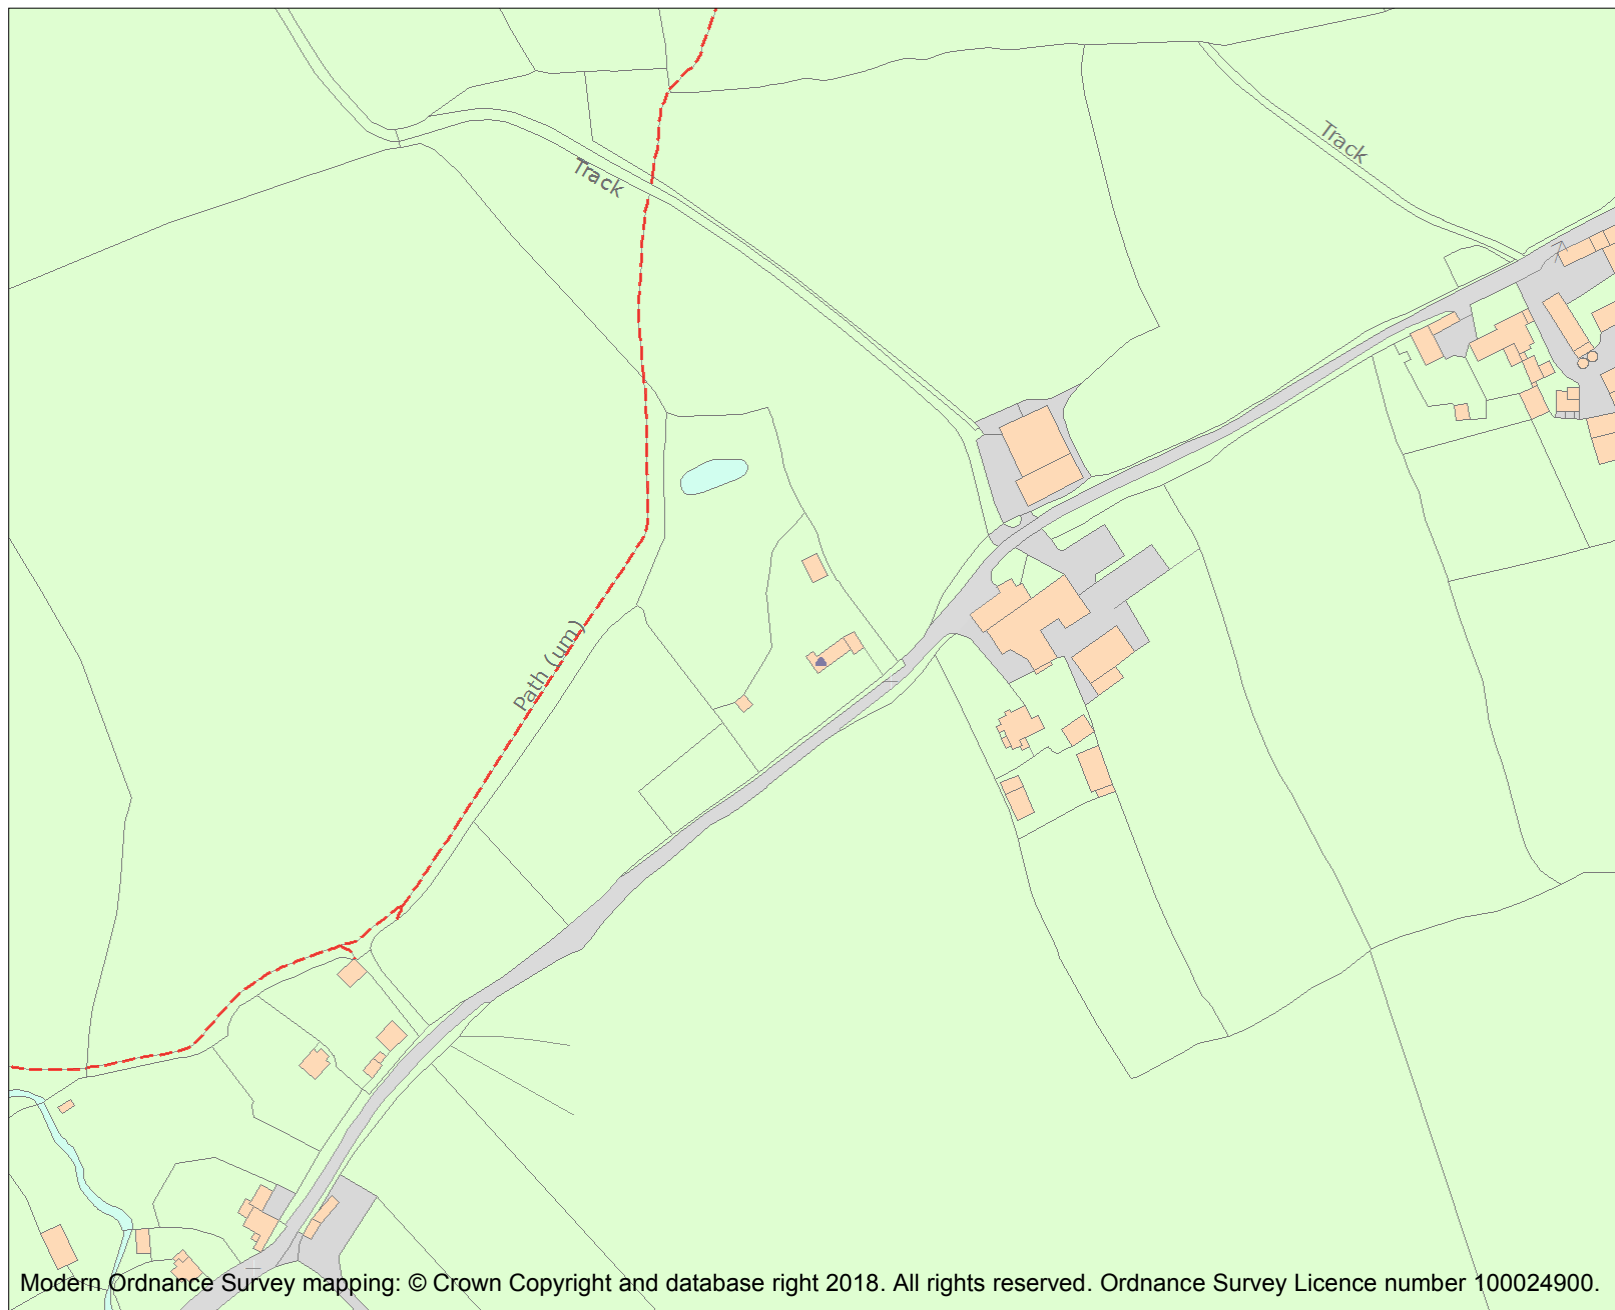 Track
Track
Path (um)
Modern Ordnance Survey mapping: © Crown Copyright and database right 2018. All rights reserved. Ordnance Survey Licence number 100024900.